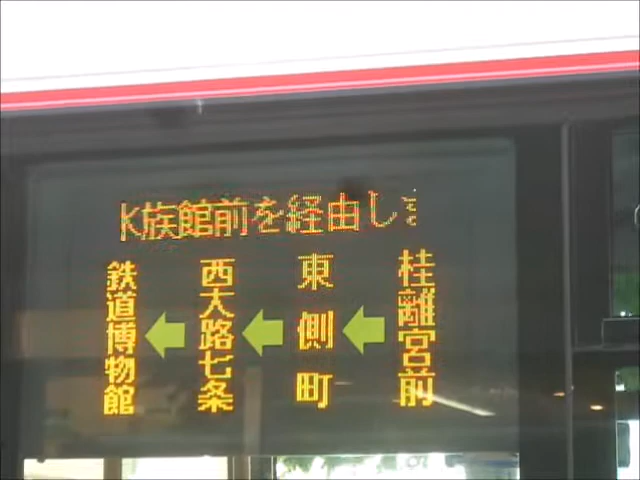 水族館前を経由し
桂離宮前
東側町
西大路七条
鉄道博物館